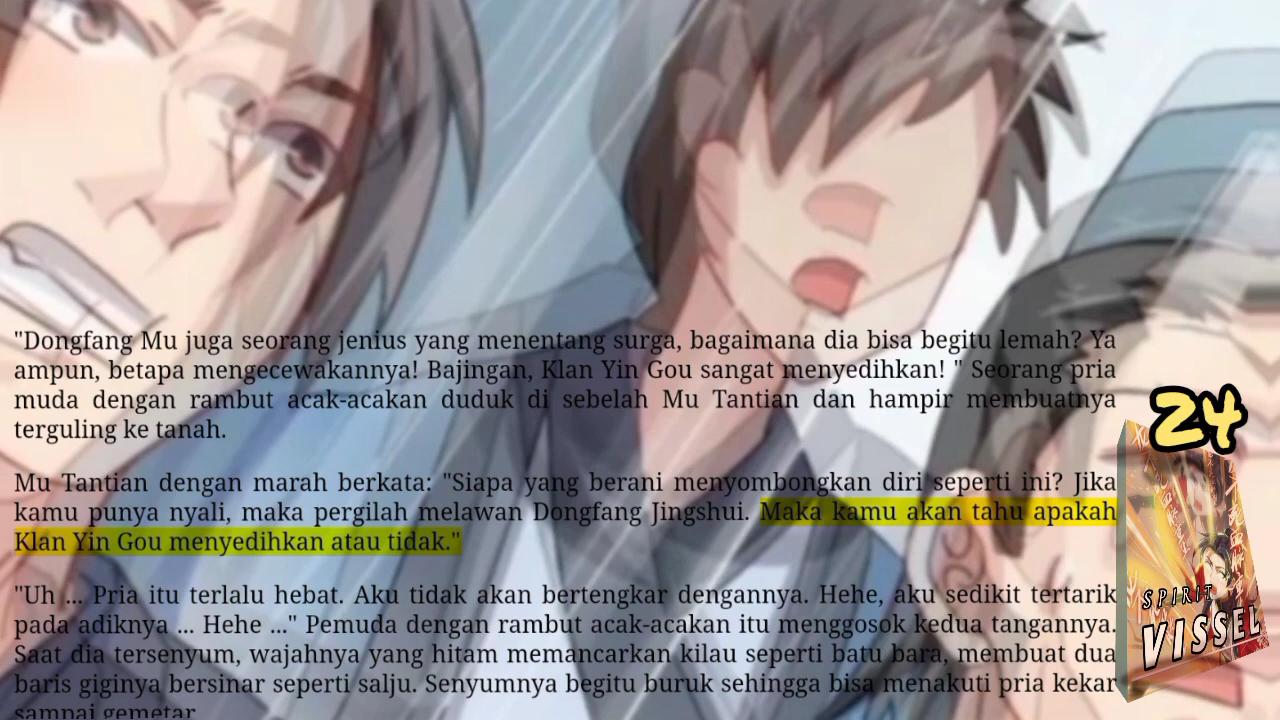 "Dongfang Mu juga seorang jenius yang menentang surga, bagaimana dia bisa begitu lemah? Ya
ampun, betapa mengecewakannya! Bajingan, Klan Yin Gou sangat menyedihkan! " Seorang pria
muda dengan rambut acak-acakan duduk di sebelah Mu Tantian dan hampir membuatnya
terguling ke tanah.
Mu Tantian dengan marah berkata: "Siapa yang berani menyombongkan diri seperti ini? Jika
kamu punya nyali, maka pergilah melawan Dongfang Jingshui. Maka kamu akan tahu apakah
Klan Yin Gou menyedihkan atau tidak."
"Uh ... Pria itu terlalu hebat. Aku tidak akan bertengkar dengannya. Hehe, aku sedikit tertarik
pada adiknya ... Hehe ..." Pemuda dengan rambut acak-acakan itu menggosok kedua tangannya.
Saat dia tersenyum, wajahnya yang hitam memancarkan kilau seperti batu bara, membuat dua
baris giginya bersinar seperti salju. Senyumnya begitu buruk sehingga bisa menakuti pria kekar
sampai gemetar
24
SPIRIT
VISSEL